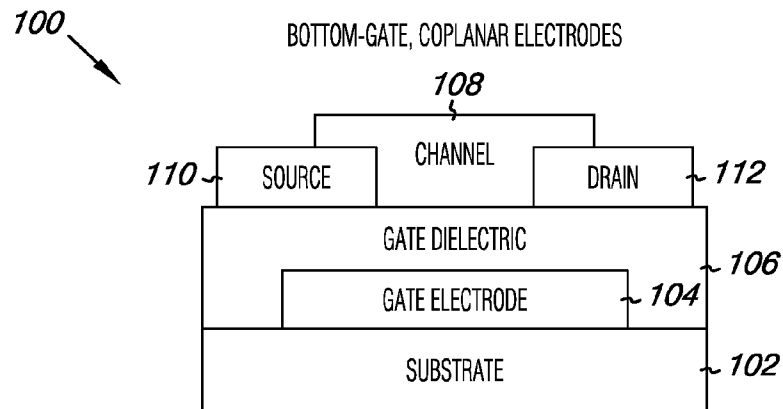 100
BOTTOM-GATE, COPLANAR ELECTRODES
108
CHANNEL
110
SOURCE
DRAIN
112
GATE DIELECTRIC
106
GATE ELECTRODE
104
SUBSTRATE
102